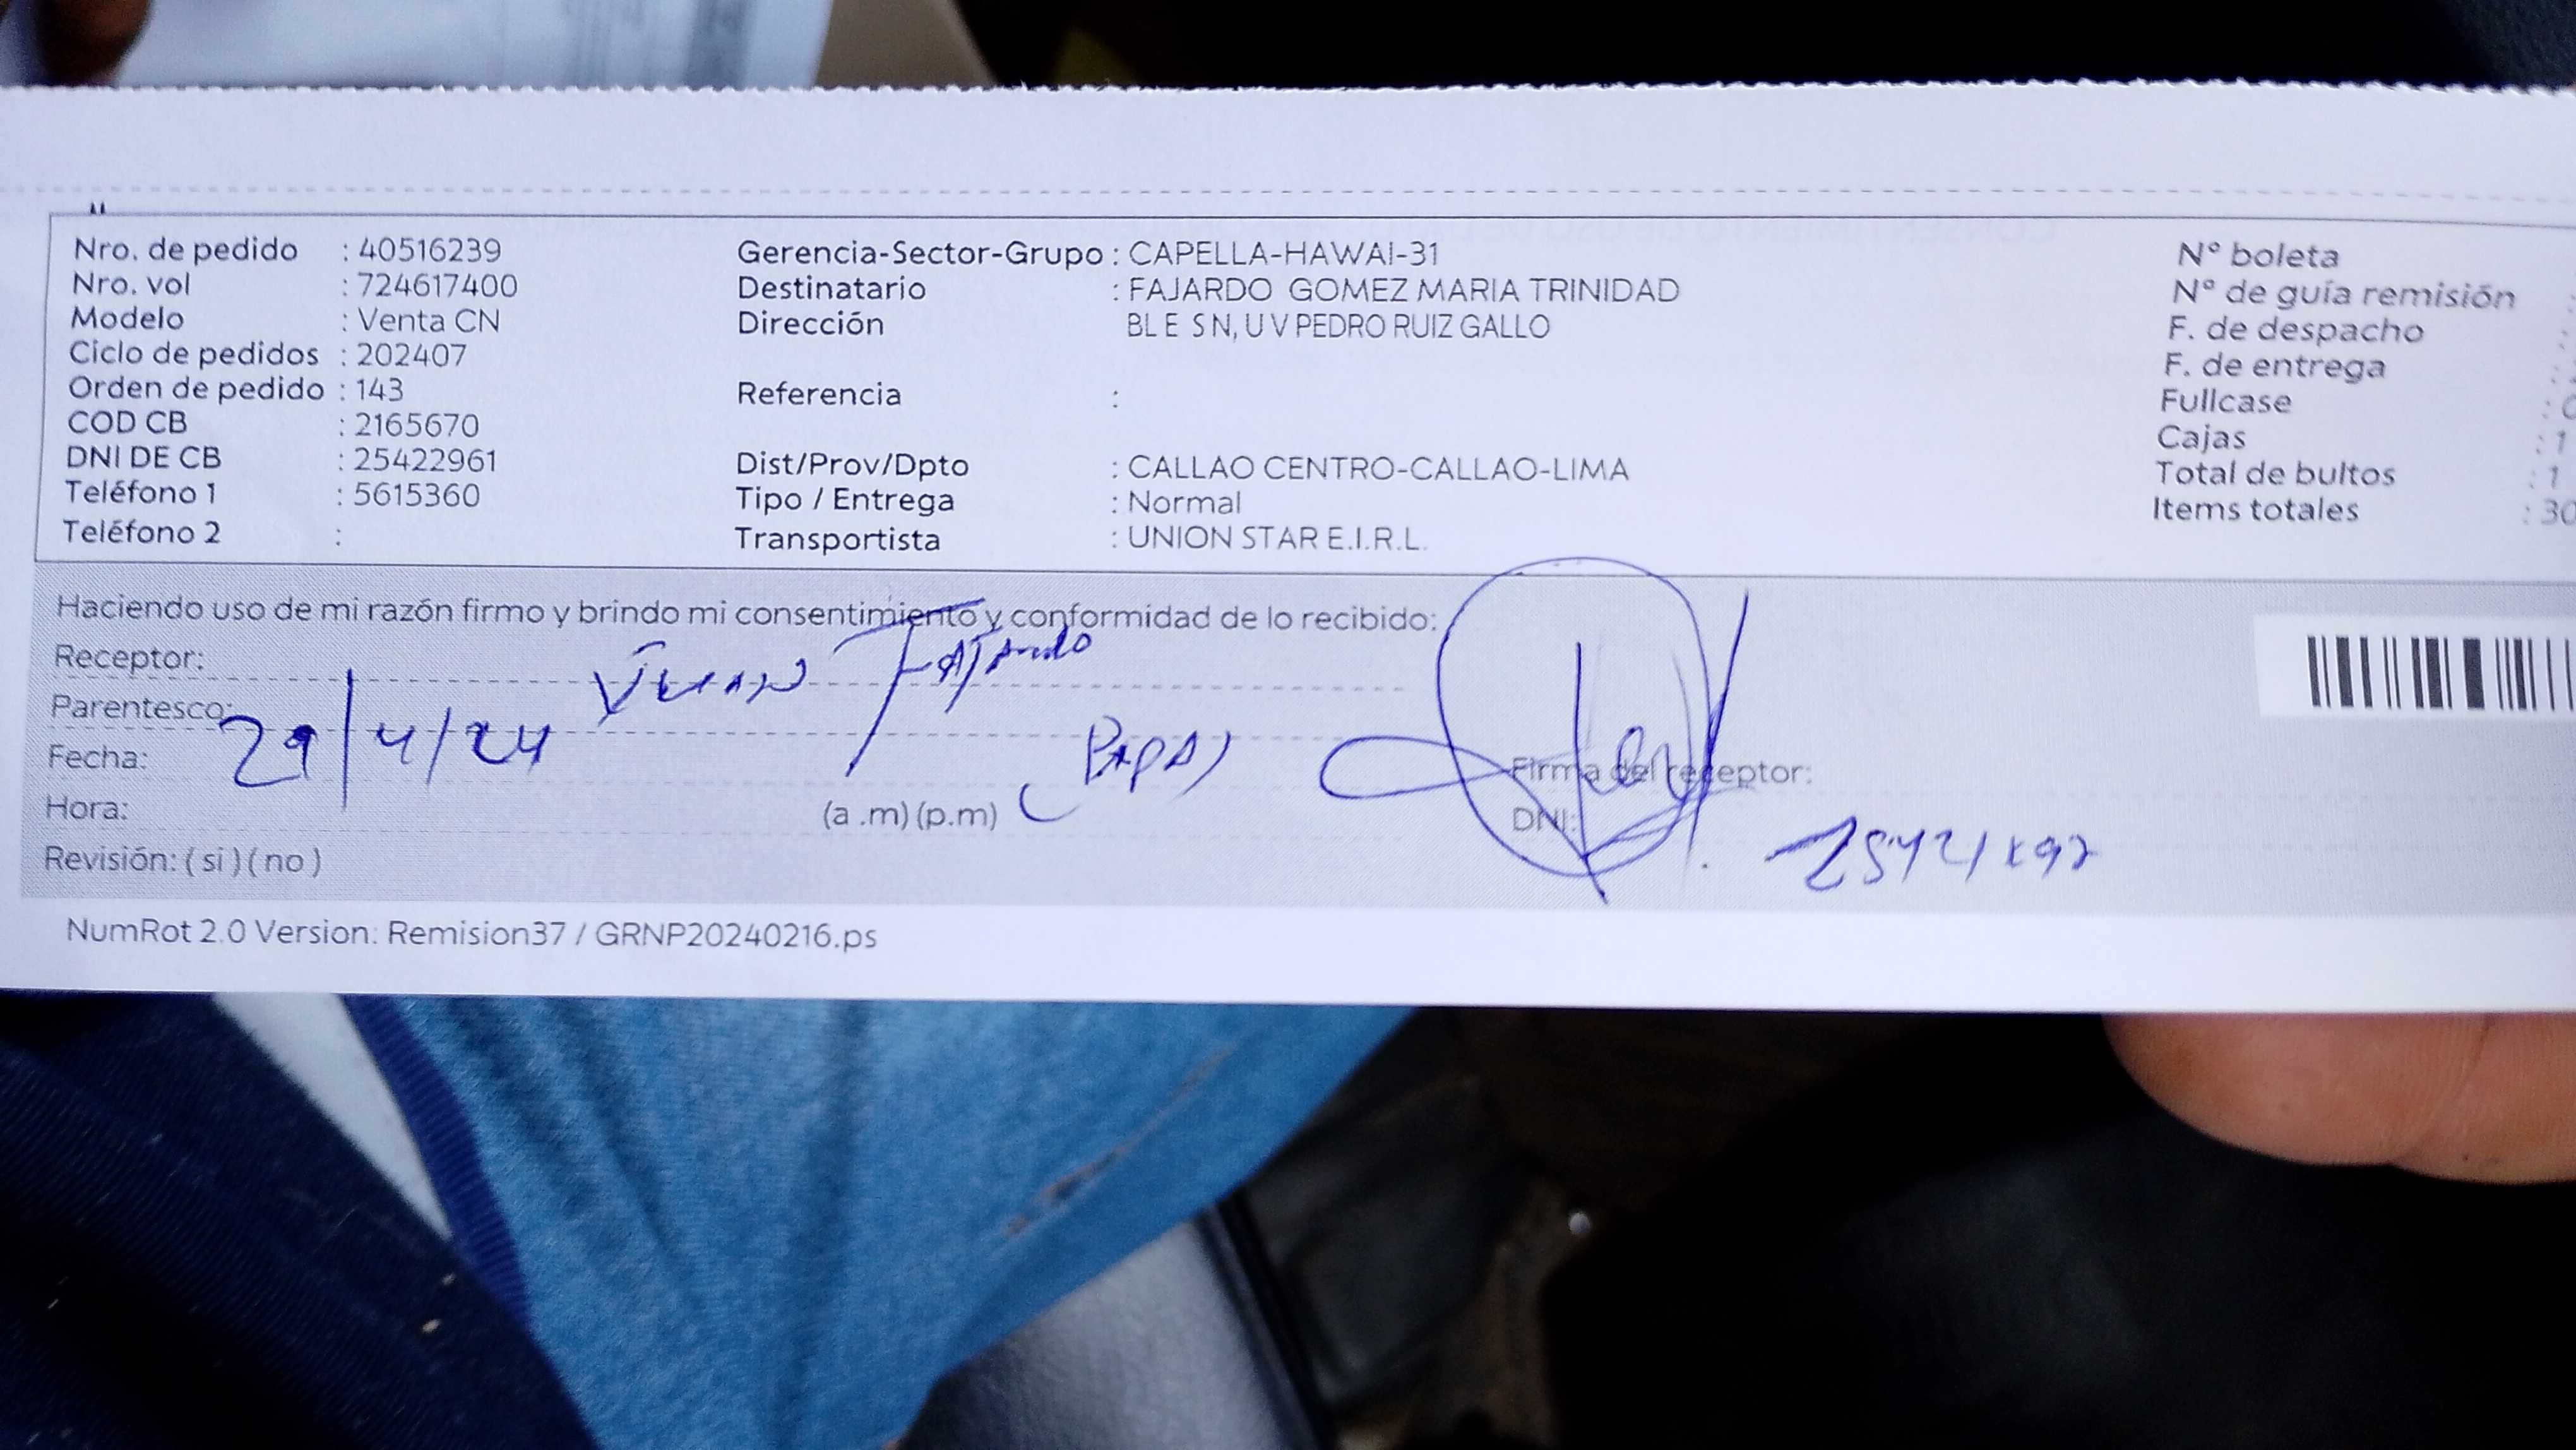 Nro. de pedido : 40516239
Nro. vol : 724617400
Modelo : Venta CN
Ciclo de pedidos : 202407
Orden de pedido : 143
COD CB : 2165670
DNI DE CB : 25422961
Teléfono 1 : 5615360
Teléfono 2 :
Gerencia-Sector-Grupo : CAPELLA-HAWAI-31
Destinatario : FAJARDO GOMEZ MARIA TRINIDAD
Dirección BL E S N, U V PEDRO RUIZ GALLO
Referencia :
Dist/Prov/Dpto : CALLAO CENTRO-CALLAO-LIMA
Tipo / Entrega : Normal
Transportista : UNION STAR E.I.R.L.
N° boleta
N° de guía remisión :
F. de despacho :
F. de entrega :
Fullcase :
Cajas : 1
Total de bultos : 1
Items totales : 30
Haciendo uso de mi razón firmo y brindo mi consentimiento y conformidad de lo recibido:
Receptor: Juan Fajardo
Parentesco:
Fecha: 29/4/24
(Papa)
Hora: (a .m) (p.m)
Revisión: ( si ) ( no )
Firma del receptor:
DNI:
NumRot 2.0 Version: Remision37 / GRNP20240216.ps